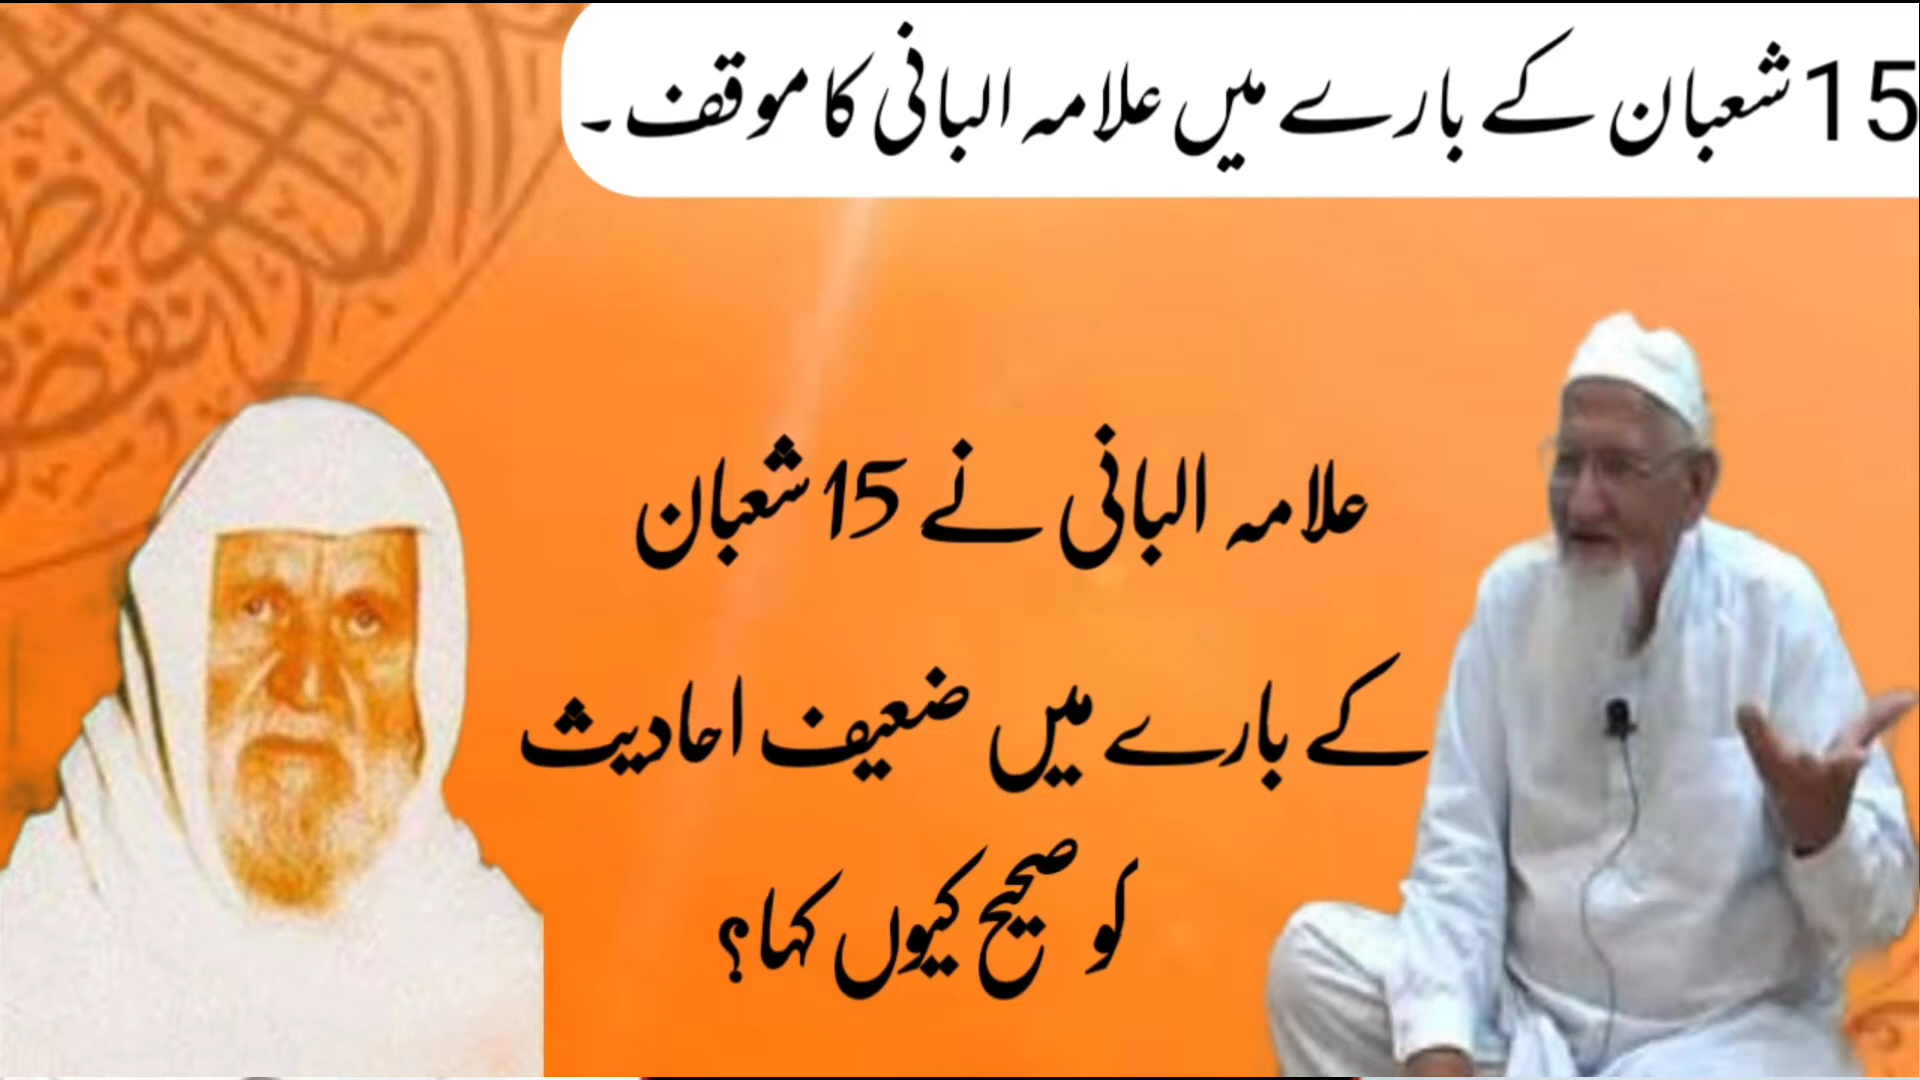 15 شعبان کے بارے میں علامہ البانی کا موقف۔
علامہ البانی نے 15 شعبان
کے بارے میں ضعیف احادیث
کو صحیح کیوں کہا؟